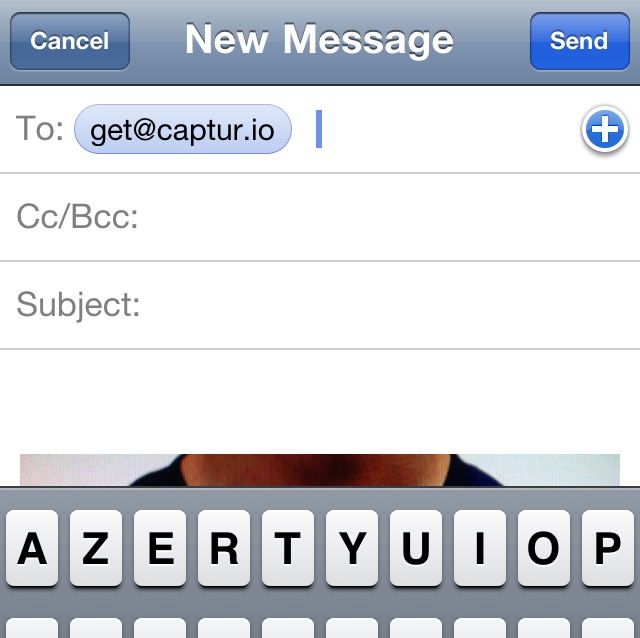 Cancel New Message Send
To: get@captur.io
Cc/Bcc:
Subject:
A Z E R T Y U I O P